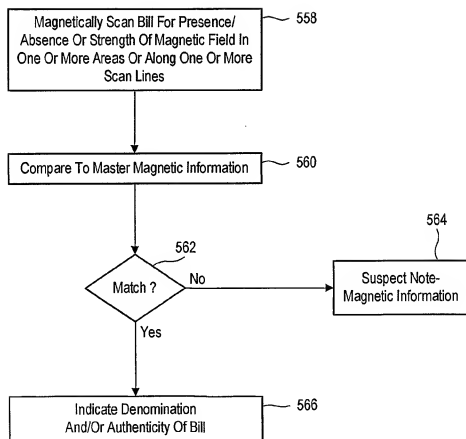 Magnetically Scan Bill For Presence/
Absence Or Strength Of Magnetic Field In
One Or More Areas Or Along One Or More
Scan Lines
558
Compare To Master Magnetic Information
560
562
Match ?
No
Yes
564
Suspect Note-
Magnetic Information
Indicate Denomination
And/Or Authenticity Of Bill
566